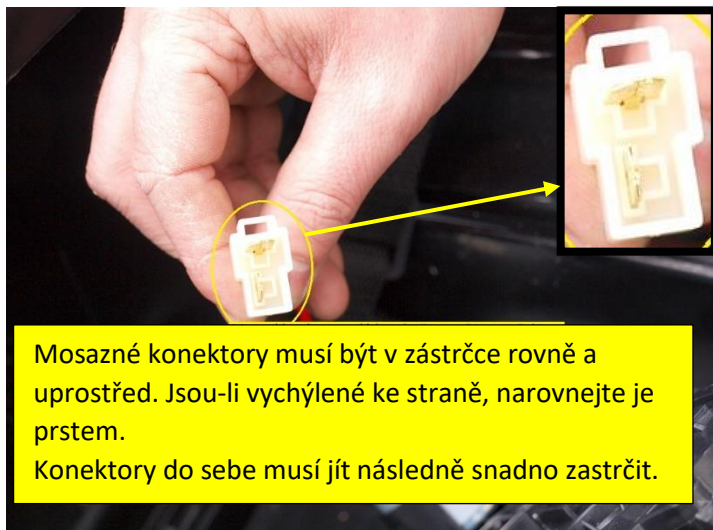 Mosazné konektory musí být v zástrčce rovně a
uprostřed. Jsou-li vychýlené ke straně, narovnejte je
prstem.
Konektory do sebe musí jít následně snadno zastrčit.